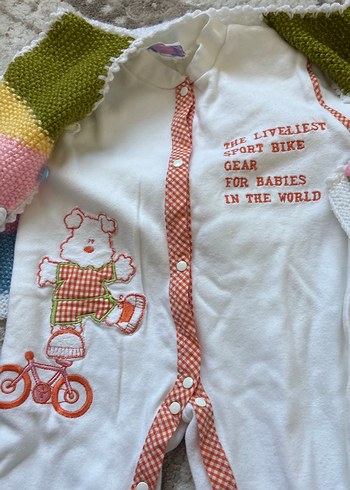 THE LIVELIEST
SPORT BIKE
GEAR
FOR BABIES
IN THE WORLD